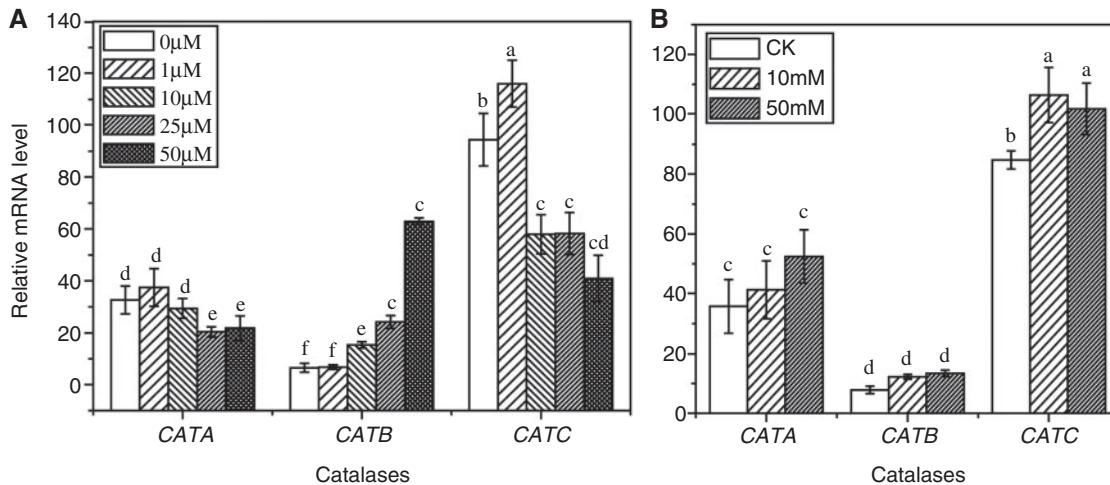 A
Relative mRNA level
140
120
100
80
60
40
20
0
0μM
1μM
10μM
25μM
50μM
d
d
d
e
e
f
f
e
c
c
b
a
c
c
cd
CATA
CATB
CATC
Catalases
B
120
100
80
60
40
20
0
CK
10mM
50mM
c
c
c
d
d
d
b
a
a
CATA
CATB
CATC
Catalases